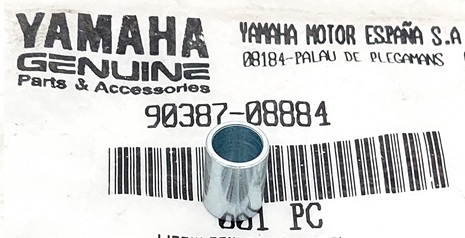 YAMAHA
GENUINE
Parts & Accessories
YAMAHA MOTOR ESPAÑA S.A
08184-PALAU DE PLEGAMANS
90387-08884
001 PC